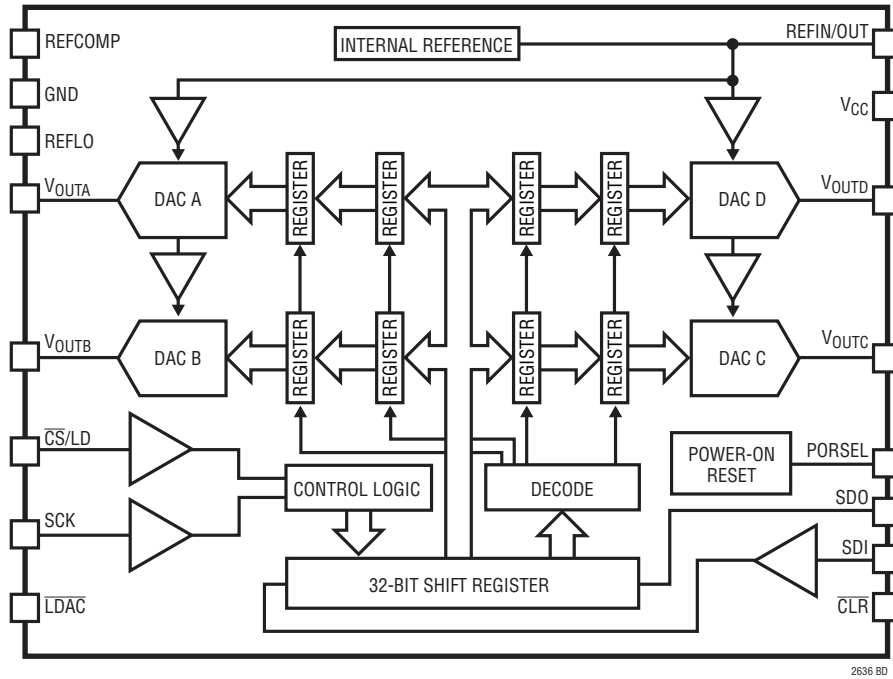 REFCOMP
INTERNAL REFERENCE
REFIN/OUT
GND
VCC
REFLO
VOUTA
DAC A
REGISTER
REGISTER
REGISTER
REGISTER
DAC D
VOUTD
VOUTB
DAC B
REGISTER
REGISTER
REGISTER
REGISTER
DAC C
VOUTC
CS/LD
CONTROL LOGIC
DECODE
POWER-ON
RESET
PORSEL
SCK
SDO
32-BIT SHIFT REGISTER
SDI
LDAC
CLR
2636 BD